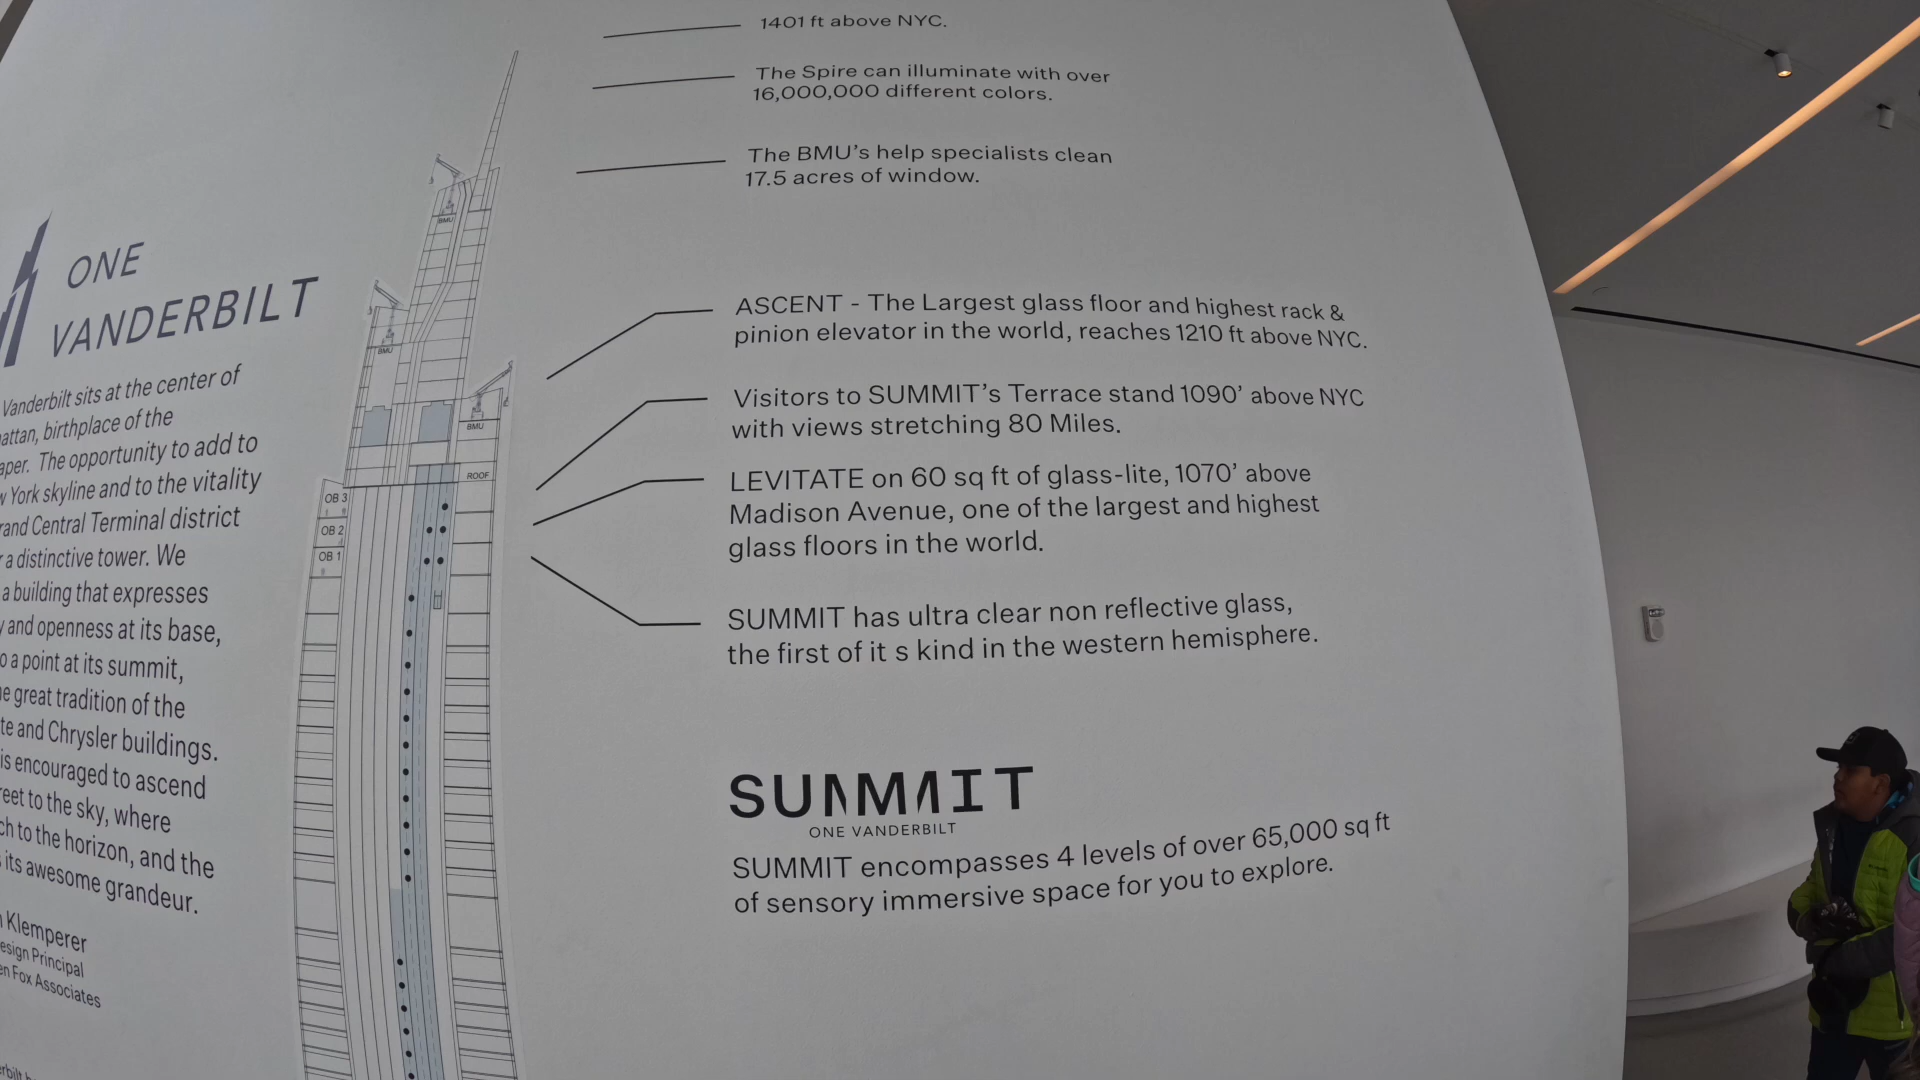 1401 ft above NYC.
The Spire can illuminate with over
16,000,000 different colors.
The BMU's help specialists clean
17.5 acres of window.
ASCENT - The Largest glass floor and highest rack &
pinion elevator in the world, reaches 1210 ft above NYC.
Visitors to SUMMIT's Terrace stand 1090' above NYC
with views stretching 80 Miles.
LEVITATE on 60 sq ft of glass-lite, 1070' above
Madison Avenue, one of the largest and highest
glass floors in the world.
SUMMIT has ultra clear non reflective glass,
the first of it s kind in the western hemisphere.
SUMMIT
ONE VANDERBILT
SUMMIT encompasses 4 levels of over 65,000 sq ft
of sensory immersive space for you to explore.
BMU
BMU
BMU
ROOF
OB 3
OB 2
OB 1
ONE
VANDERBILT
Vanderbilt sits at the center of
birthplace of the
The opportunity to add to
York skyline and to the vitality
Central Terminal district
a distinctive tower. We
a building that expresses
and openness at its base,
a point at its summit,
great tradition of the
and Chrysler buildings.
is encouraged to ascend
to the sky, where
to the horizon, and the
its awesome grandeur.
Klemperer
Principal
Fox Associates